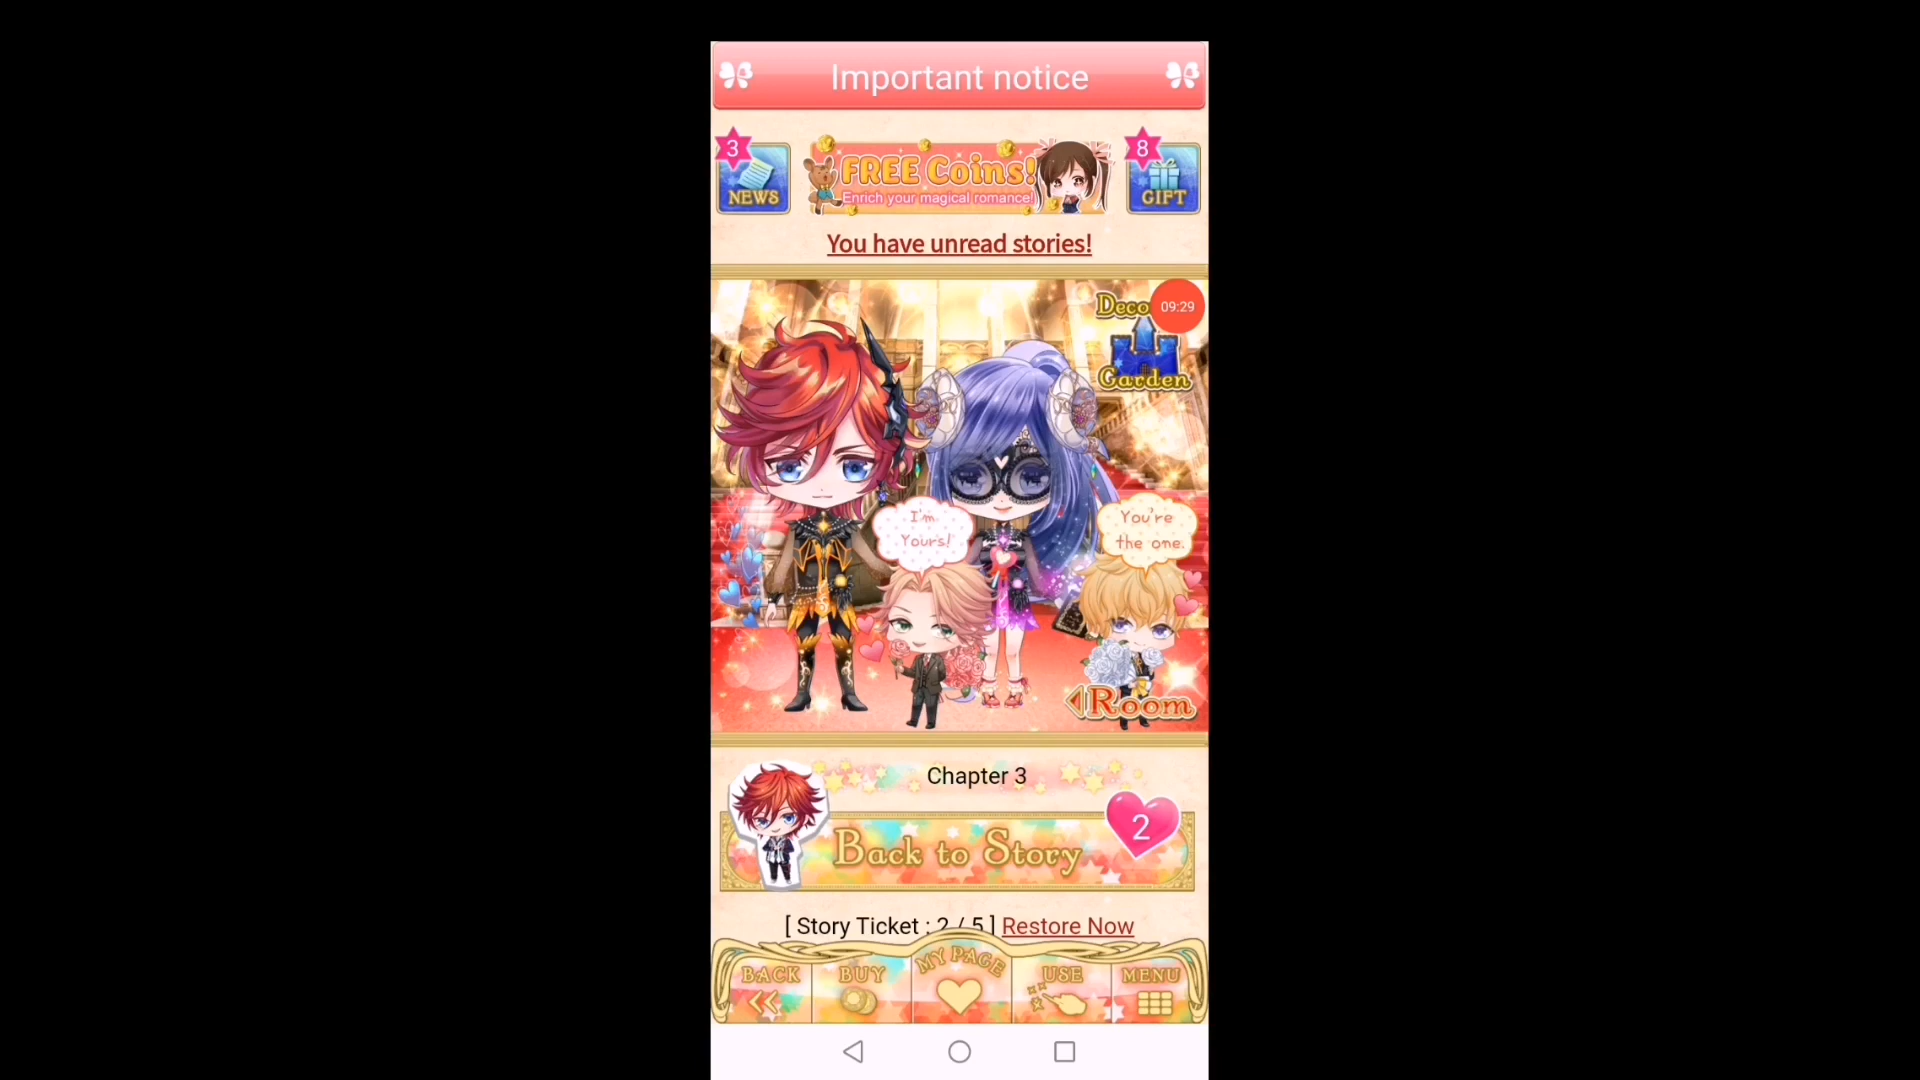 Important notice
3
NEWS
FREE Coins!
Enrich your magical romance!
8
GIFT
You have unread stories!
Deco
09:29
Garden
I'm
Yours!
You're
the one.
Room
Chapter 3
Back to Story
2
[ Story Ticket : 2 / 5 ] Restore Now
BACK
BUY
MY PAGE
USE
MENU